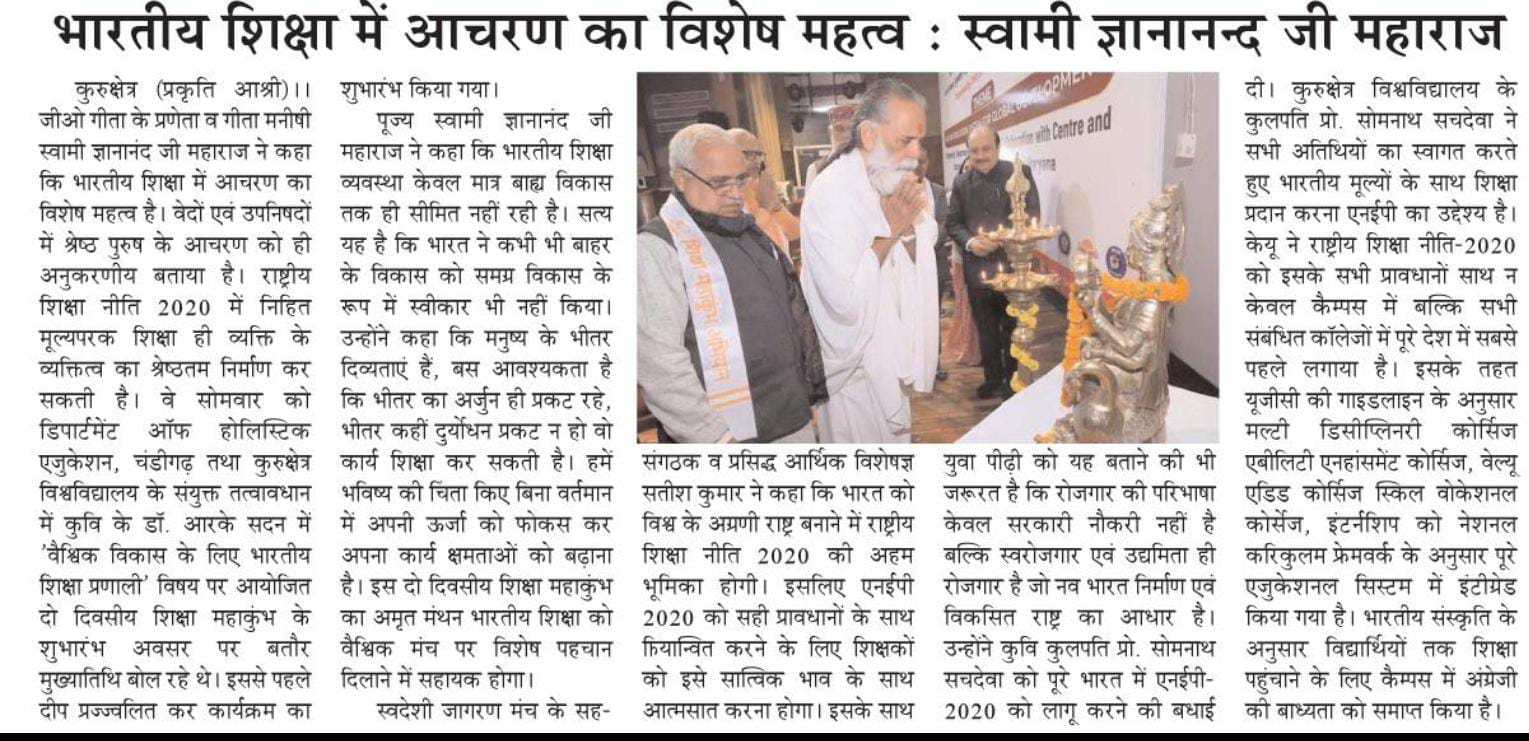 भारतीय शिक्षा में आचरण का विशेष महत्व : स्वामी ज्ञानानन्द जी महाराज
कुरुक्षेत्र (प्रकृति आश्री)।।
जीओ गीता के प्रणेता व गीता मनीषी
स्वामी ज्ञानानंद जी महाराज ने कहा
कि भारतीय शिक्षा में आचरण का
विशेष महत्व है। वेदों एवं उपनिषदों
में श्रेष्ठ पुरुष के आचरण को ही
अनुकरणीय बताया है। राष्ट्रीय
शिक्षा नीति 2020 में निहित
मूल्यपरक शिक्षा ही व्यक्ति के
व्यक्तित्व का श्रेष्ठतम निर्माण कर
सकती है। वे सोमवार को
डिपार्टमेंट ऑफ होलिस्टिक
एजुकेशन, चंडीगढ़ तथा कुरुक्षेत्र
विश्वविद्यालय के संयुक्त तत्वावधान
में कुवि के डॉ. आरके सदन में
'वैश्विक विकास के लिए भारतीय
शिक्षा प्रणाली' विषय पर आयोजित
दो दिवसीय शिक्षा महाकुंभ के
शुभारंभ अवसर पर बतौर
मुख्यातिथि बोल रहे थे। इससे पहले
दीप प्रज्ज्वलित कर कार्यक्रम का
शुभारंभ किया गया।
पूज्य स्वामी ज्ञानानंद जी
महाराज ने कहा कि भारतीय शिक्षा
व्यवस्था केवल मात्र बाह्य विकास
तक ही सीमित नहीं रही है। सत्य
यह है कि भारत ने कभी भी बाहर
के विकास को समग्र विकास के
रूप में स्वीकार भी नहीं किया।
उन्होंने कहा कि मनुष्य के भीतर
दिव्यताएं हैं, बस आवश्यकता है
कि भीतर का अर्जुन ही प्रकट रहे,
भीतर कहीं दुर्योधन प्रकट न हो वो
कार्य शिक्षा कर सकती है। हमें
भविष्य की चिंता किए बिना वर्तमान
में अपनी ऊर्जा को फोकस कर
अपना कार्य क्षमताओं को बढ़ाना
है। इस दो दिवसीय शिक्षा महाकुंभ
का अमृत मंथन भारतीय शिक्षा को
वैश्विक मंच पर विशेष पहचान
दिलाने में सहायक होगा।
स्वदेशी जागरण मंच के सह-
THEME
FOR GLOBAL DEVELOPMENT
with Centre and
शिक्षा महाकुंभ अभियान
संगठक व प्रसिद्ध आर्थिक विशेषज्ञ
सतीश कुमार ने कहा कि भारत को
विश्व के अग्रणी राष्ट्र बनाने में राष्ट्रीय
शिक्षा नीति 2020 की अहम
भूमिका होगी। इसलिए एनईपी
2020 को सही प्रावधानों के साथ
क्रियान्वित करने के लिए शिक्षकों
को इसे सात्विक भाव के साथ
आत्मसात करना होगा। इसके साथ
युवा पीढ़ी को यह बताने की भी
जरूरत है कि रोजगार की परिभाषा
केवल सरकारी नौकरी नहीं है
बल्कि स्वरोजगार एवं उद्यमिता ही
रोजगार है जो नव भारत निर्माण एवं
विकसित राष्ट्र का आधार है।
उन्होंने कुवि कुलपति प्रो. सोमनाथ
सचदेवा को पूरे भारत में एनईपी-
2020 को लागू करने की बधाई
दी। कुरुक्षेत्र विश्वविद्यालय के
कुलपति प्रो. सोमनाथ सचदेवा ने
सभी अतिथियों का स्वागत करते
हुए भारतीय मूल्यों के साथ शिक्षा
प्रदान करना एनईपी का उद्देश्य है।
केयू ने राष्ट्रीय शिक्षा नीति-2020
को इसके सभी प्रावधानों साथ न
केवल कैम्पस में बल्कि सभी
संबंधित कॉलेजों में पूरे देश में सबसे
पहले लगाया है। इसके तहत
यूजीसी की गाइडलाइन के अनुसार
मल्टी डिसीप्लिनरी कोर्सिज
एबीलिटी एनहांसमेंट कोर्सिज, वेल्यू
एडिड कोर्सिज स्किल वोकेशनल
कोर्सेज, इंटर्नशिप को नेशनल
करिकुलम फ्रेमवर्क के अनुसार पूरे
एजुकेशनल सिस्टम में इंटीग्रेड
किया गया है। भारतीय संस्कृति के
अनुसार विद्यार्थियों तक शिक्षा
पहुंचाने के लिए कैम्पस में अंग्रेजी
की बाध्यता को समाप्त किया है।